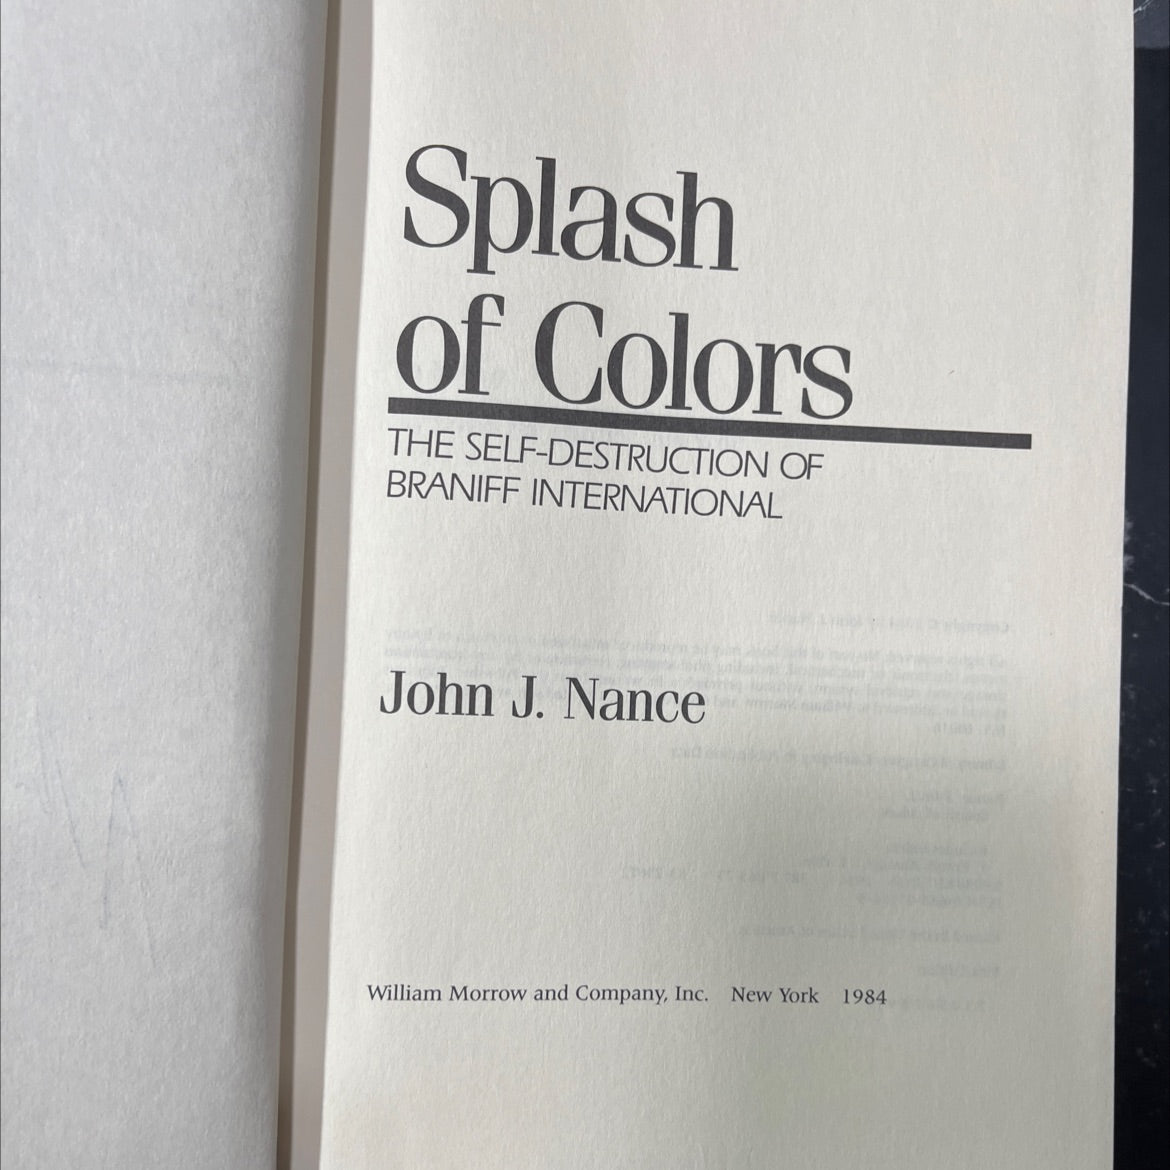 Splash
of Colors
THE SELF-DESTRUCTION OF
BRANIFF INTERNATIONAL
John J. Nance
William Morrow and Company, Inc. New York 1984